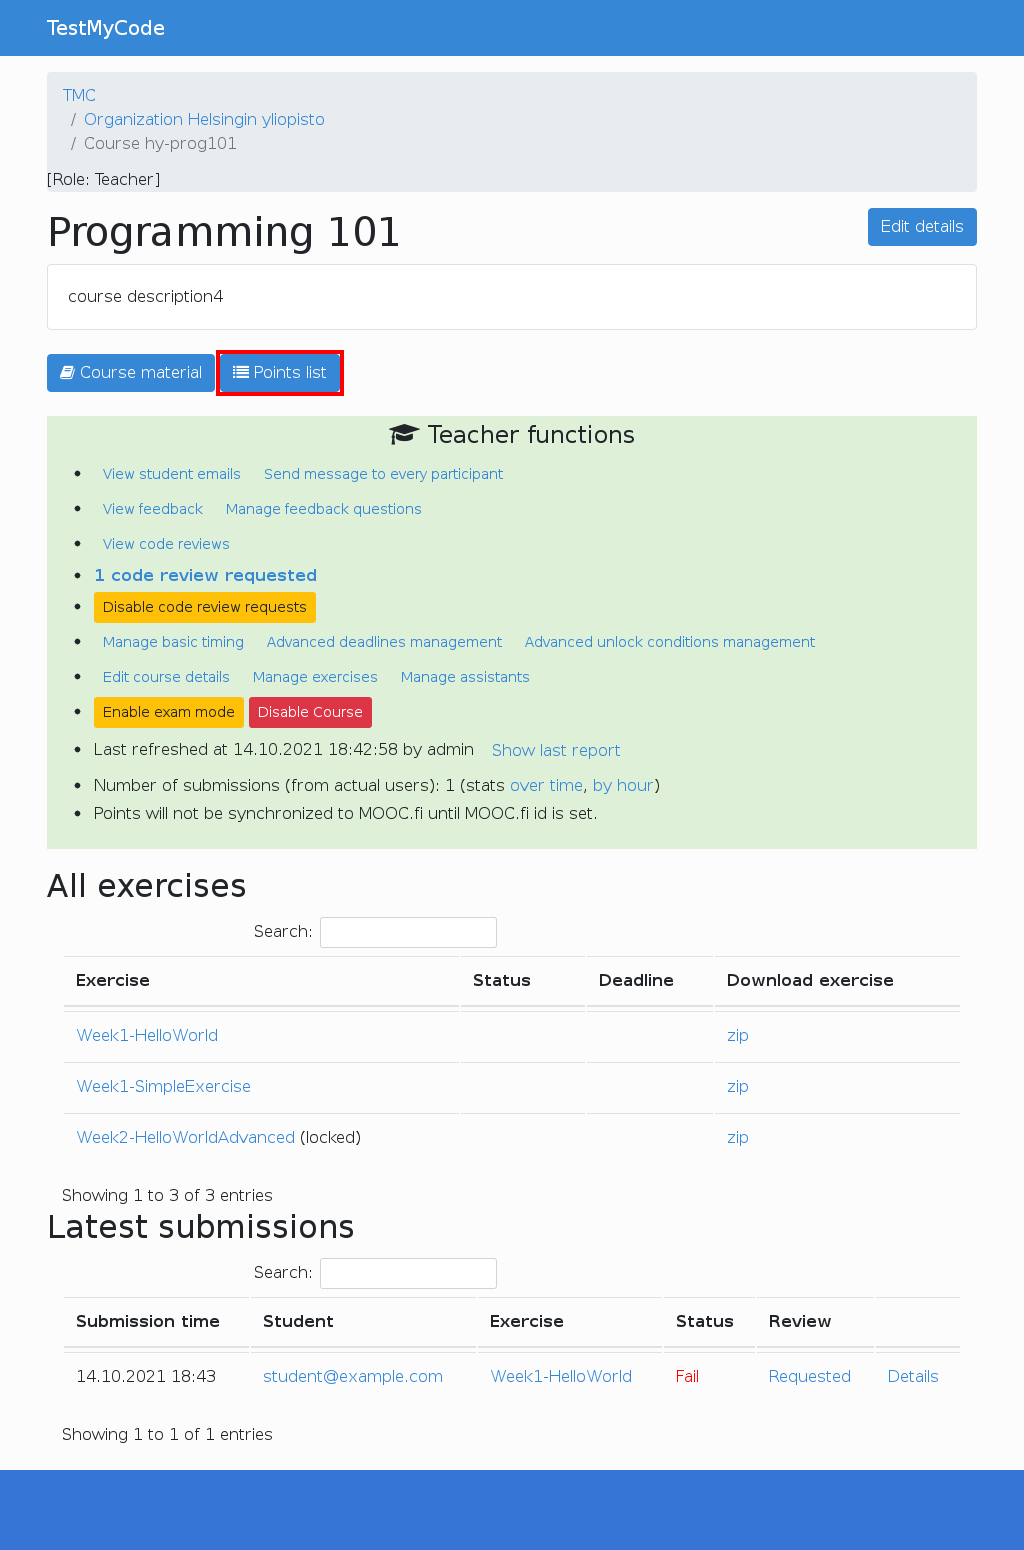 TestMyCode
TMC
/ Organization Helsingin yliopisto
/ Course hy-prog101
[Role: Teacher]
Programming 101
Edit details
course description4
Course material
Points list
Teacher functions
• View student emails Send message to every participant
• View feedback Manage feedback questions
• View code reviews
• 1 code review requested
• Disable code review requests
• Manage basic timing Advanced deadlines management Advanced unlock conditions management
• Edit course details Manage exercises Manage assistants
• Enable exam mode Disable Course
• Last refreshed at 14.10.2021 18:42:58 by admin Show last report
• Number of submissions (from actual users): 1 (stats over time, by hour)
• Points will not be synchronized to MOOC.fi until MOOC.fi id is set.
All exercises
Search:
Exercise Status Deadline Download exercise
Week1-HelloWorld zip
Week1-SimpleExercise zip
Week2-HelloWorldAdvanced (locked) zip
Showing 1 to 3 of 3 entries
Latest submissions
Search:
Submission time Student Exercise Status Review
14.10.2021 18:43 student@example.com Week1-HelloWorld Fail Requested Details
Showing 1 to 1 of 1 entries